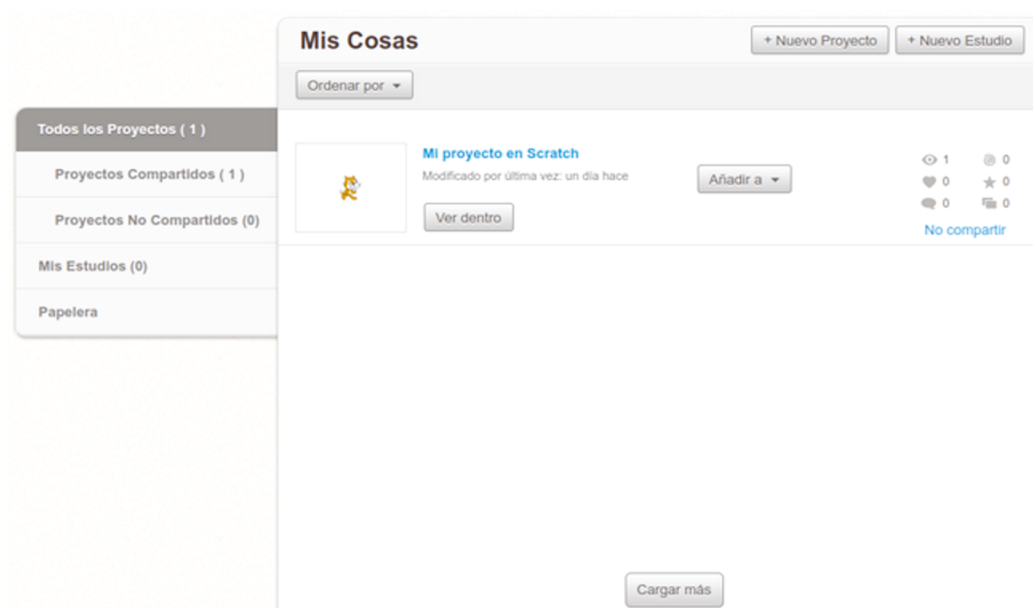 Mis Cosas
+ Nuevo Proyecto
+ Nuevo Estudio
Ordenar por
Todos los Proyectos ( 1 )
Proyectos Compartidos ( 1 )
Proyectos No Compartidos (0)
Mis Estudios (0)
Papelera
Mi proyecto en Scratch
Modificado por última vez: un día hace
Ver dentro
Añadir a
1
0
0
0
0
0
No compartir
Cargar más